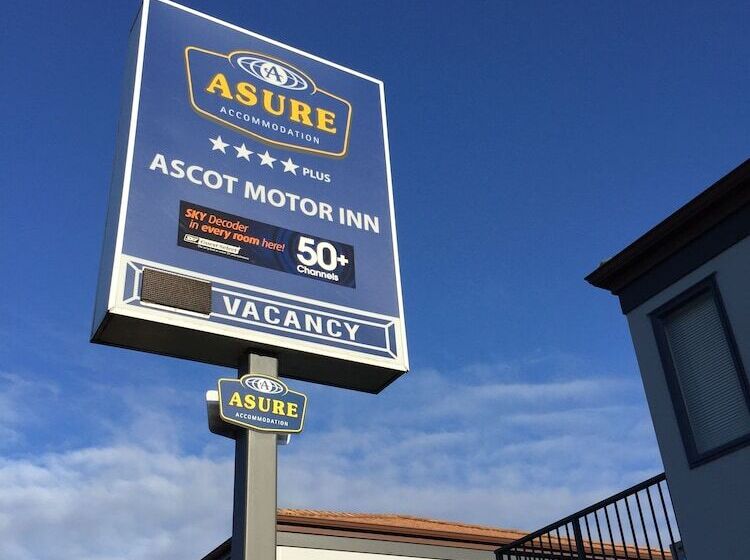 A
ASURE
ACCOMMODATION
PLUS
ASCOT MOTOR INN
SKY Decoder
in every room here!
50+
Channels
VACANCY
A
ASURE
ACCOMMODATION